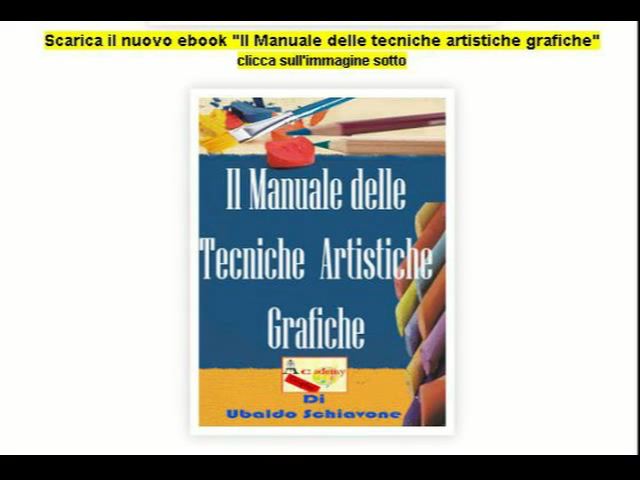 Scarica il nuovo ebook "Il Manuale delle tecniche artistiche grafiche"
clicca sull'immagine sotto
Il Manuale delle
Tecniche Artistiche
Grafiche
Academy
Di
Ubaldo Schiavone